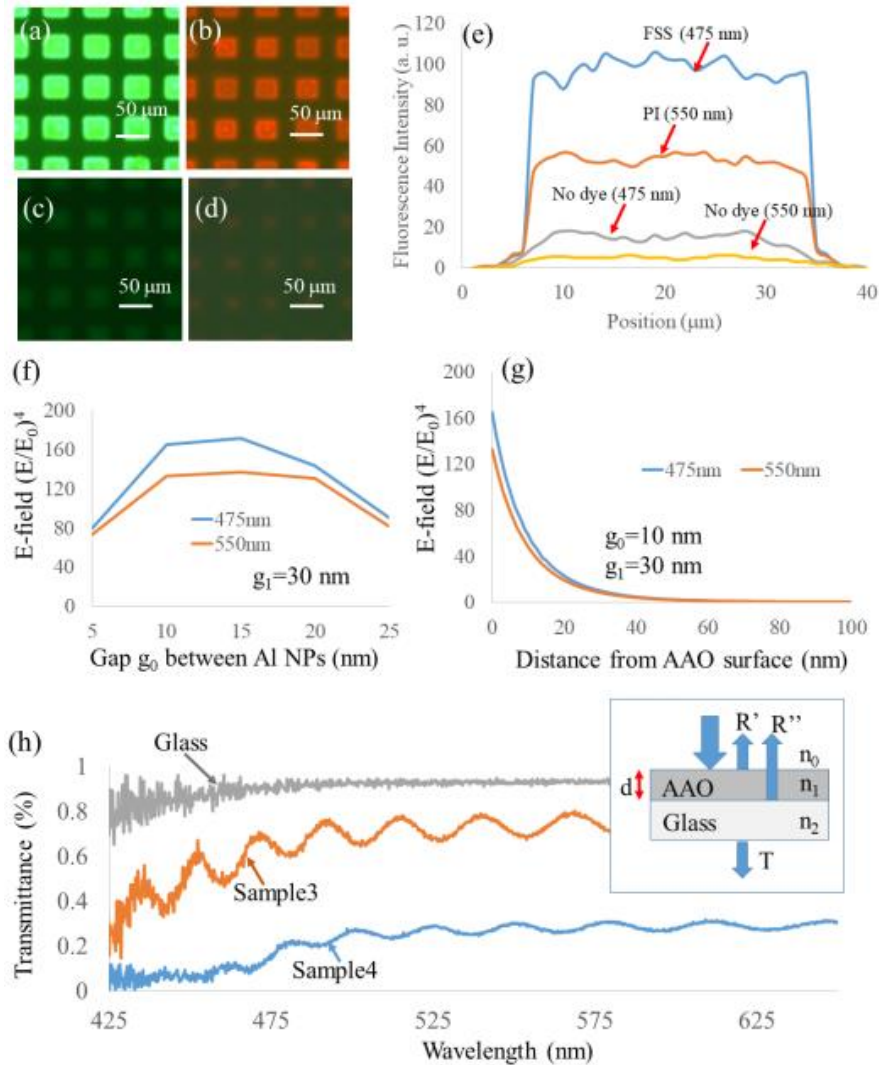 (a)
50 μm
(b)
50 μm
(c)
50 μm
(d)
50 μm
(e)
Fluorescence Intensity (a. u.)
120
100
80
60
40
20
0
FSS (475 nm)
PI (550 nm)
No dye (475 nm)
No dye (550 nm)
0 10 20 30 40
Position (μm)
(f)
E-field (E/E0)4
200
160
120
80
40
0
475nm
550nm
g1=30 nm
5 10 15 20 25
Gap g0 between Al NPs (nm)
(g)
E-field (E/E0)4
200
160
120
80
40
0
475nm 550nm
g0=10 nm
g1=30 nm
0 20 40 60 80 100
Distance from AAO surface (nm)
(h)
Transmittance (%)
1
0.8
0.6
0.4
0.2
0
Glass
Sample3
Sample4
425 475 525 575 625
Wavelength (nm)
R’ R’’
n0
d AAO n1
Glass n2
T